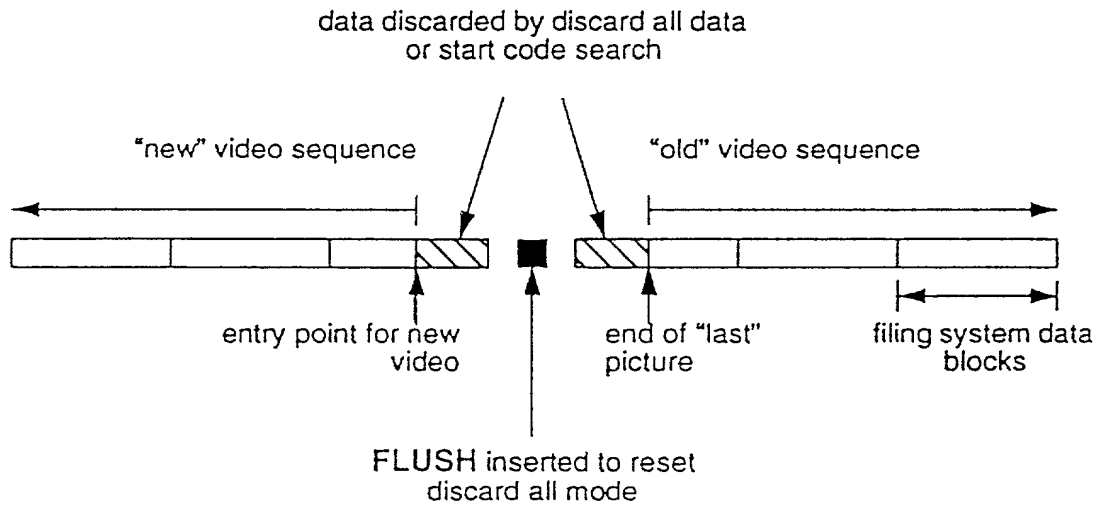 data discarded by discard all data
or start code search
“new” video sequence
“old” video sequence
entry point for new
video
end of “last”
picture
filing system data
blocks
FLUSH inserted to reset
discard all mode